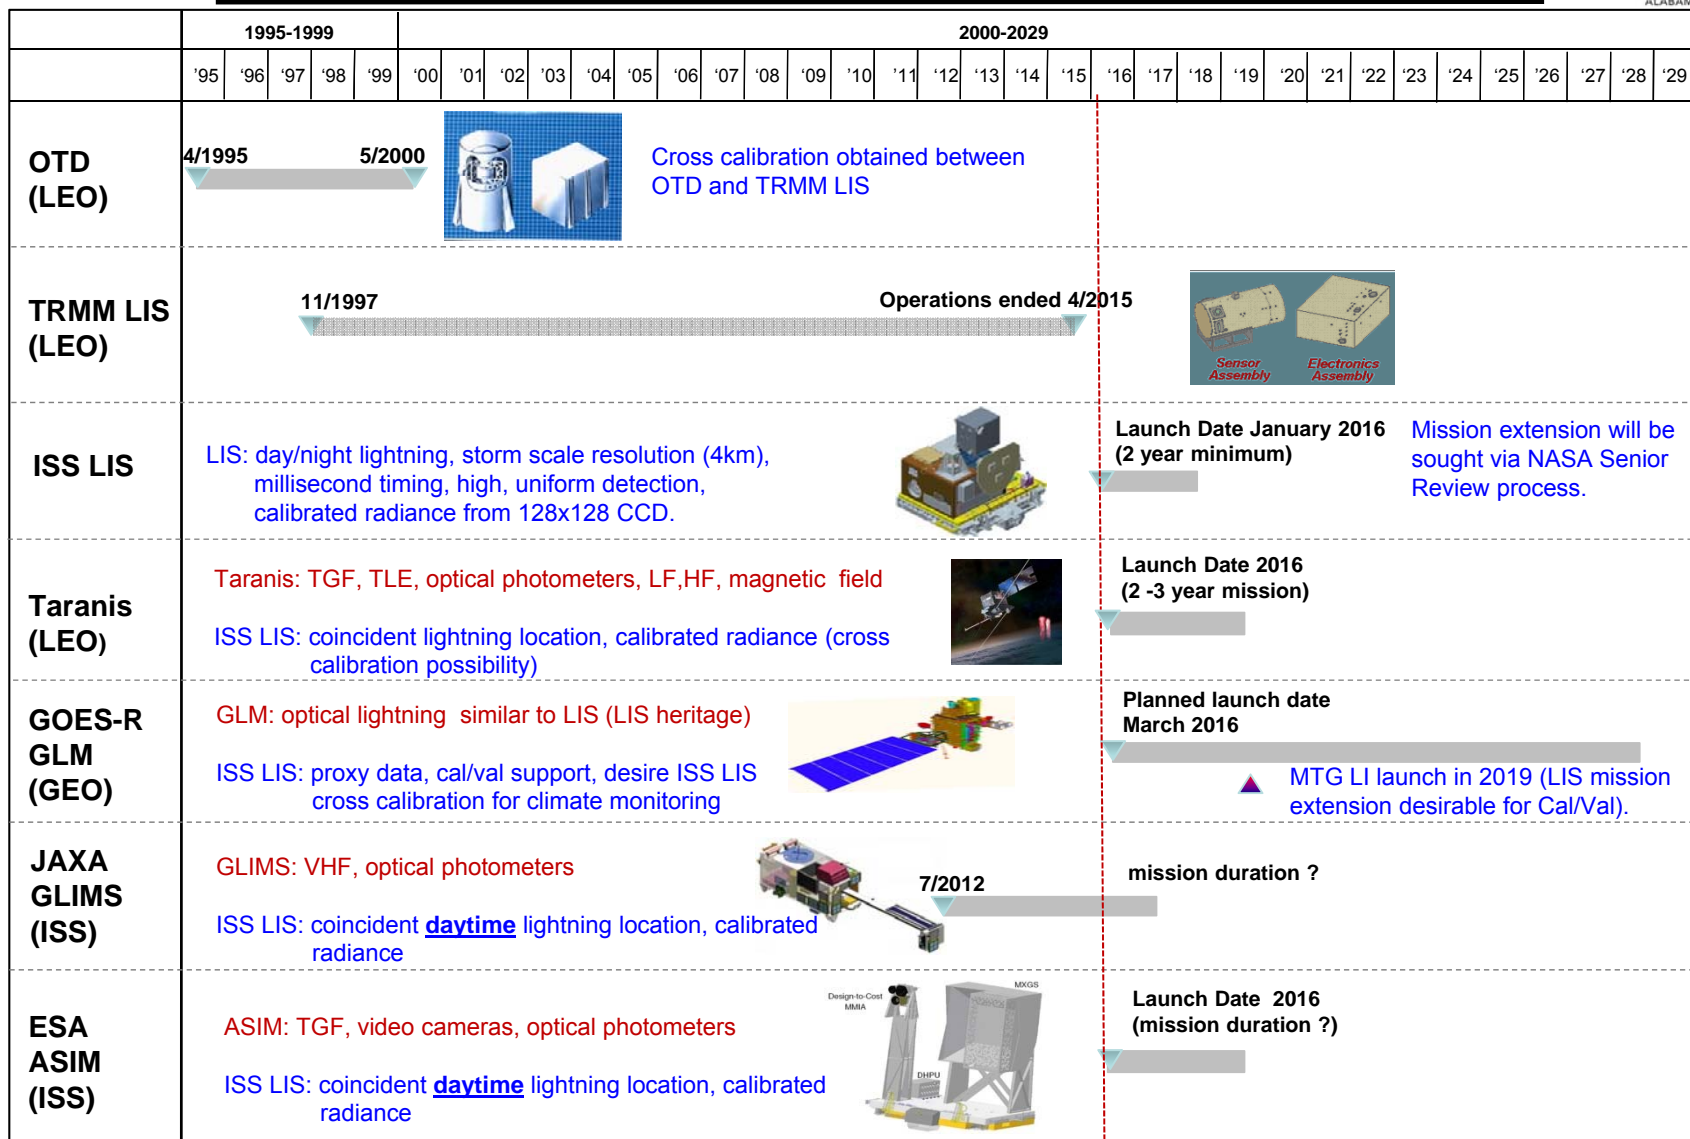 ALABAM
1995-1999 2000-2029
'95 '96 '97 '98 '99 '00 '01 '02 '03 '04 '05 '06 '07 '08 '09 '10 '11 '12 '13 '14 '15 '16 '17 '18 '19 '20 '21 '22 '23 '24 '25 '26 '27 '28 '29
OTD
(LEO)
4/1995 5/2000
Cross calibration obtained between
OTD and TRMM LIS
TRMM LIS
(LEO)
11/1997
Operations ended 4/2015
Sensor
Assembly
Electronics
Assembly
ISS LIS
LIS: day/night lightning, storm scale resolution (4km),
millisecond timing, high, uniform detection,
calibrated radiance from 128x128 CCD.
Launch Date January 2016
(2 year minimum)
Mission extension will be
sought via NASA Senior
Review process.
Taranis
(LEO)
Taranis: TGF, TLE, optical photometers, LF,HF, magnetic field
ISS LIS: coincident lightning location, calibrated radiance (cross
calibration possibility)
Launch Date 2016
(2 -3 year mission)
GOES-R
GLM
(GEO)
GLM: optical lightning similar to LIS (LIS heritage)
ISS LIS: proxy data, cal/val support, desire ISS LIS
cross calibration for climate monitoring
Planned launch date
March 2016
MTG LI launch in 2019 (LIS mission
extension desirable for Cal/Val).
JAXA
GLIMS
(ISS)
GLIMS: VHF, optical photometers
ISS LIS: coincident daytime lightning location, calibrated
radiance
7/2012
mission duration ?
ESA
ASIM
(ISS)
ASIM: TGF, video cameras, optical photometers
ISS LIS: coincident daytime lightning location, calibrated
radiance
Design-to-Cost
MMIA
MXGS
DHPU
Launch Date 2016
(mission duration ?)